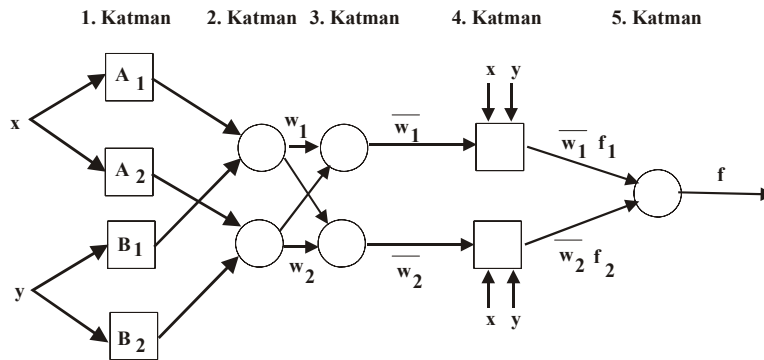 1. Katman 2. Katman 3. Katman 4. Katman 5. Katman
x y
A 1
w 1
w 1
w 1 f 1
x
f
A 2
B 1
w 2
w 2
w 2 f 2
y
x y
B 2